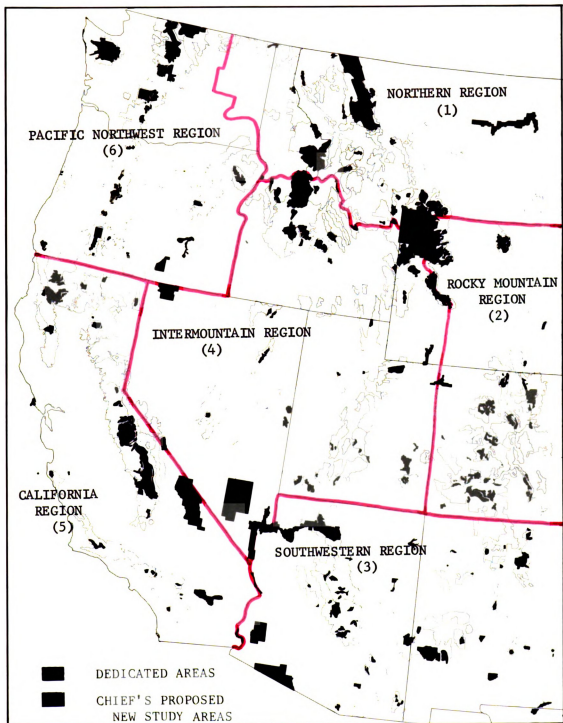 NORTHERN REGION
(1)
PACIFIC NORTHWEST REGION
(6)
ROCKY MOUNTAIN
REGION
(2)
INTERMOUNTAIN REGION
(4)
CALIFORNIA
REGION
(5)
SOUTHWESTERN REGION
(3)
DEDICATED AREAS
CHIEF'S PROPOSED
NEW STUDY AREAS